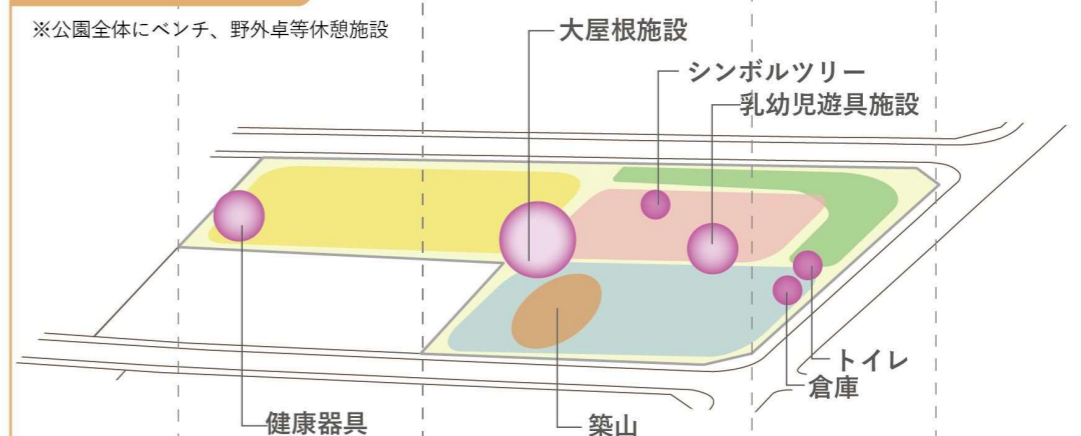 ※公園全体にベンチ、野外卓等休憩施設
大屋根施設
シンボルツリー
乳幼児遊具施設
トイレ
倉庫
健康器具
築山